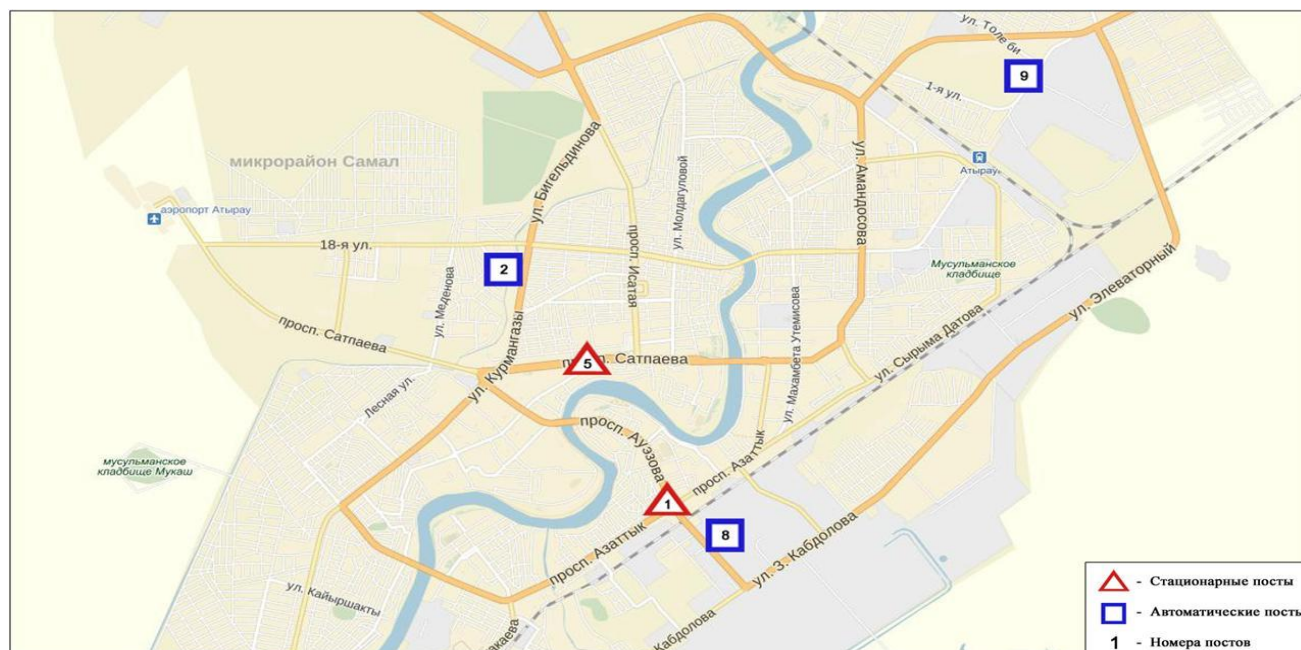 ул. Толе би
9
1-я ул.
ул. Бигельдинова
микрорайон Самал
ул. Молдагуловой
ул. Амандосова
Атырау
аэропорт Атырау
18-я ул.
просп. Исатая
2
Мусульманское
кладбище
ул. Меденова
ул. Элеваторный
просп. Сатпаева
ул. Курмангазы
5
п. Сатпаева
ул. Махамбета Утемисова
ул. Сырыма Датова
Лесная ул.
просп. Ауэзова
просп. Азаттык
мусульманское
кладбище Мукаш
1
8
просп. Азаттык
ул. З. Кабдолова
ул. Кайыршакты
Кабдолова
- Стационарные посты
- Автоматические посты
1 - Номера постов